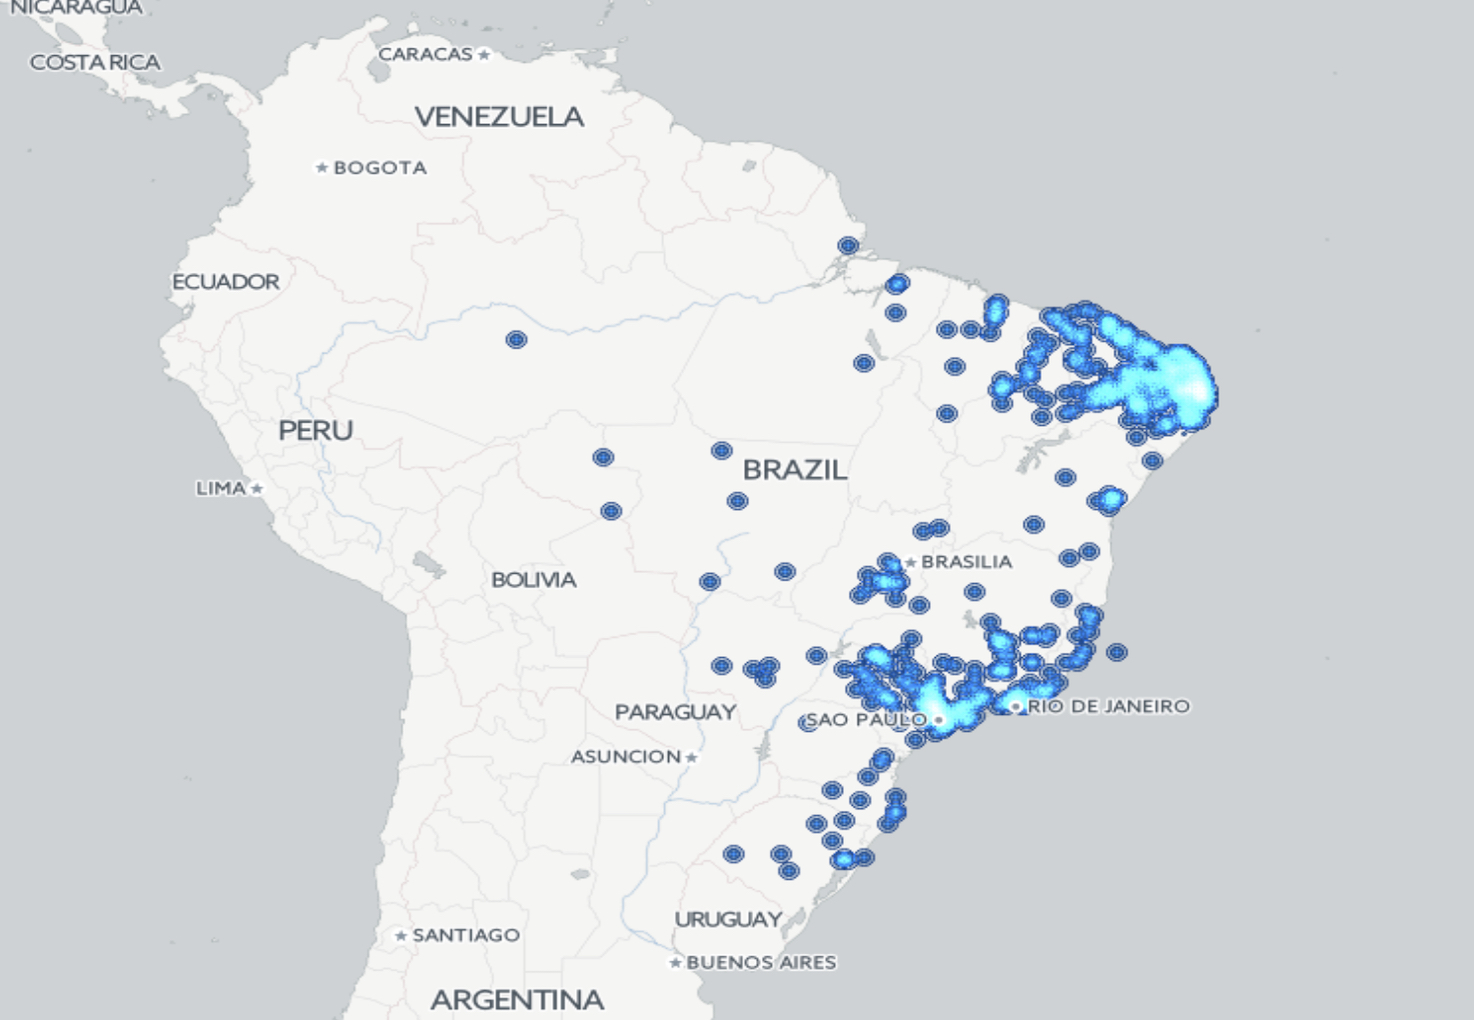 NICARAGUA
COSTA RICA
CARACAS
VENEZUELA
BOGOTA
ECUADOR
PERU
BRAZIL
LIMA
BRASILIA
BOLIVIA
RIO DE JANEIRO
PARAGUAY
SAO PAULO
ASUNCION
URUGUAY
SANTIAGO
BUENOS AIRES
ARGENTINA